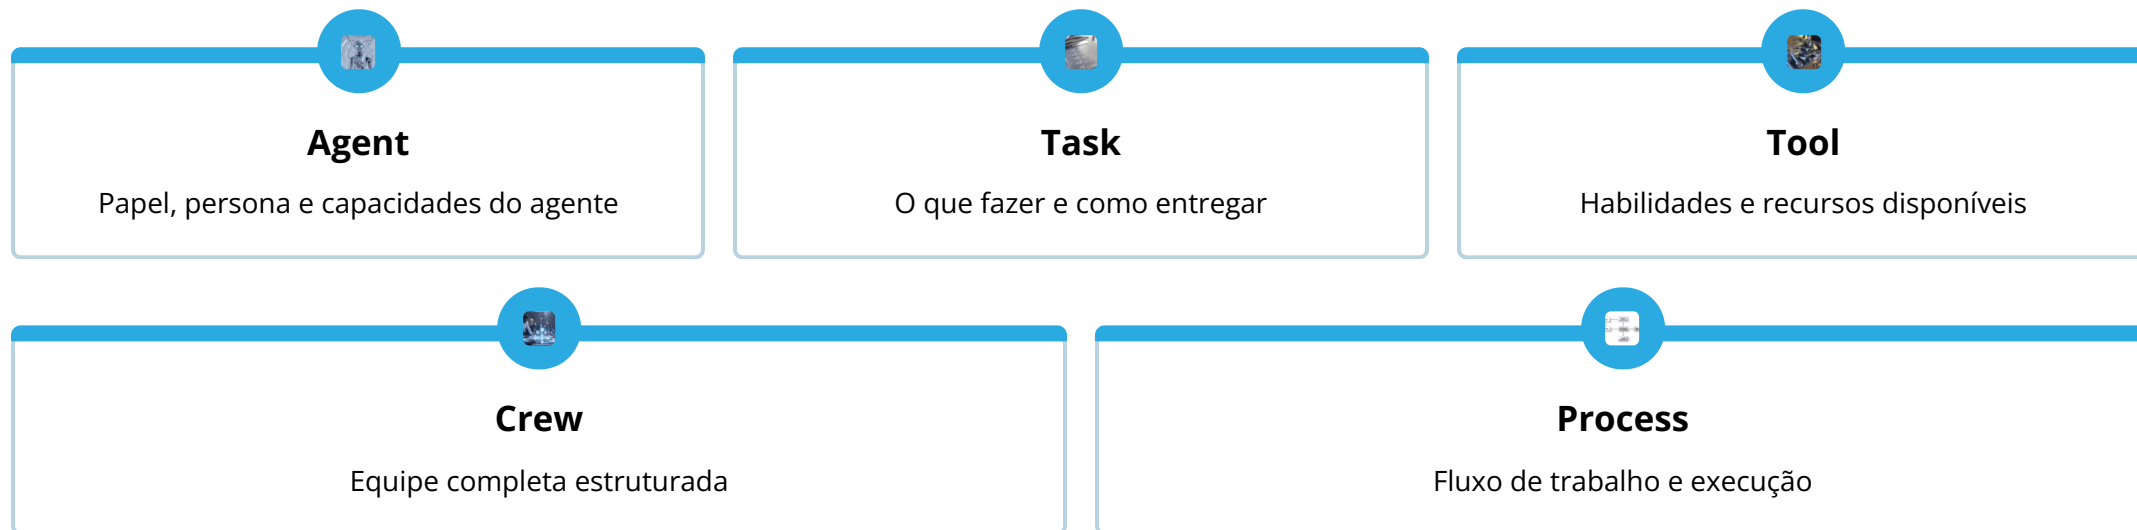 Agent
Papel, persona e capacidades do agente
Task
O que fazer e como entregar
Tool
Habilidades e recursos disponíveis
Crew
Equipe completa estruturada
Process
Fluxo de trabalho e execução